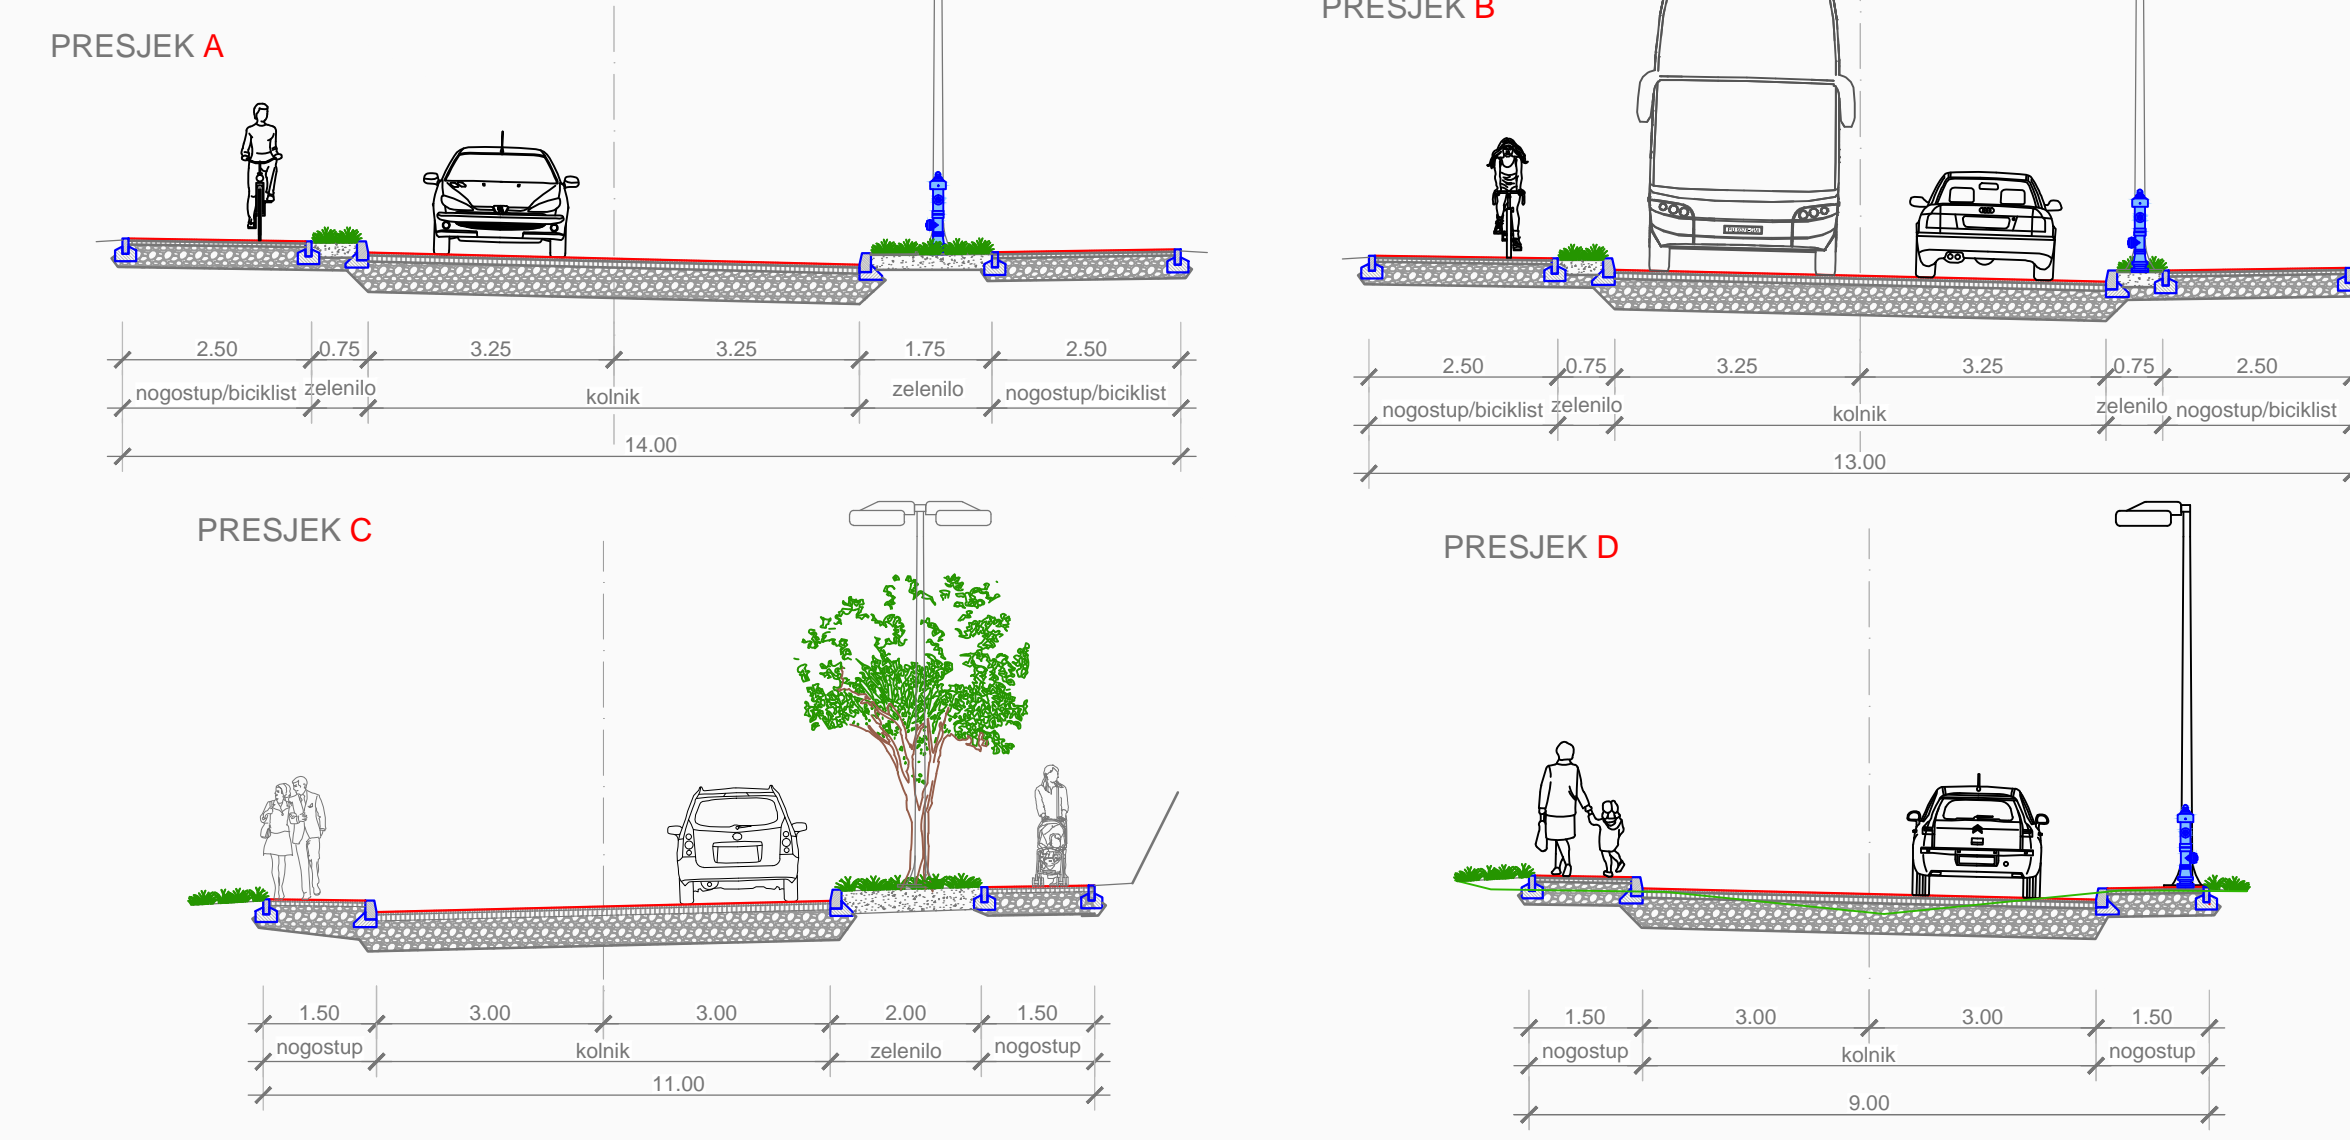 PRESJEK A
2.50 0.75 3.25 3.25 1.75 2.50
nogostup/biciklist zelenilo kolnik zelenilo nogostup/biciklist
14.00
PRESJEK B
2.50 0.75 3.25 3.25 0.75 2.50
nogostup/biciklist zelenilo kolnik zelenilo nogostup/biciklist
13.00
PRESJEK C
1.50 3.00 3.00 2.00 1.50
nogostup kolnik zelenilo nogostup
11.00
PRESJEK D
1.50 3.00 3.00 1.50
nogostup kolnik nogostup
9.00